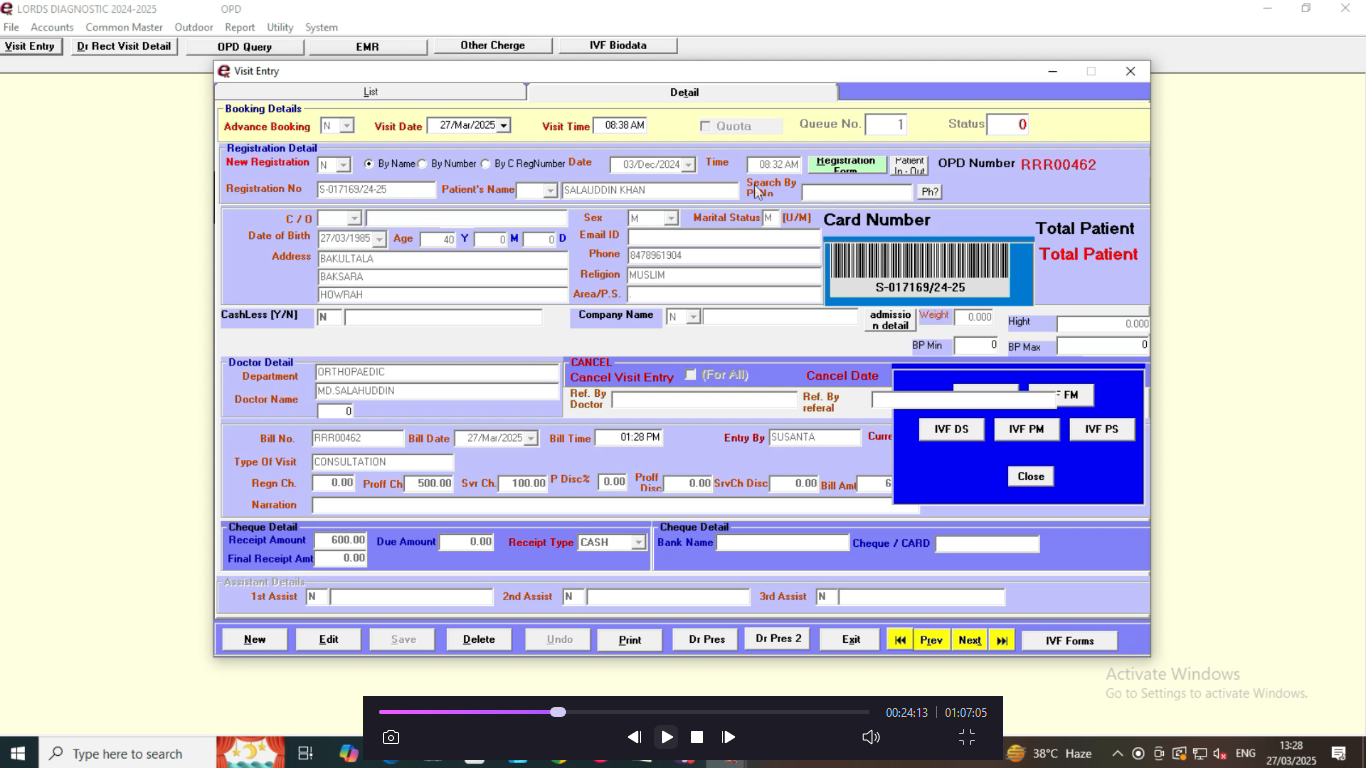 LORDS DIAGNOSTIC 2024-2025 OPD
File Accounts Common Master Outdoor Report Utility System
Visit Entry Dr Rect Visit Detail OPD Query EMR Other Cherge IVF Biodata
Visit Entry
List Detail
Booking Details
Advance Booking N Visit Date 27/Mar/2025 Visit Time 08:38 AM Quota Queue No. 1 Status 0
Registration Detail
New Registration N By Name By Number By C RegNumber Date 03/Dec/2024 Time 08:32 AM Registration Form Patient In - Out OPD Number RRR00462
Registration No S-017169/24-25 Patient's Name SALAUDDIN KHAN Search By Ph?
C / O Sex M Marital Status M [U/M] Card Number Total Patient
Date of Birth 27/03/1985 Age 40 Y 0 M 0 D Email ID Total Patient
Address BAKULTALA Phone 8478961904
BAKSARA Religion MUSLIM
HOWRAH Area/P.S. . S-017169/24-25
CashLess [Y/N] N Company Name N admissio n detail Weight 0.000 Hight 0.000
BP Min 0 BP Max 0
Doctor Detail CANCEL
Department ORTHOPAEDIC Cancel Visit Entry (For All) Cancel Date
Doctor Name MD.SALAHUDDIN Ref. By Doctor Ref. By referal FM
0
IVF DS IVF PM IVF PS
Bill No. RRR00462 Bill Date 27/Mar/2025 Bill Time 01:28 PM Entry By SUSANTA Curre
Type Of Visit CONSULTATION
Close
Regn Ch. 0.00 Proff Ch 500.00 Svr Ch. 100.00 P Disc% 0.00 Proff Disc 0.00 SrvCh Disc 0.00 Bill Amt 6
Narration
Cheque Detail Cheque Detail
Receipt Amount 600.00 Due Amount 0.00 Receipt Type CASH Bank Name Cheque / CARD
Final Receipt Amt 0.00
Assistant Details
1st Assist N 2nd Assist N 3rd Assist N
New Edit Save Delete Undo Print Dr Pres Dr Pres 2 Exit Prev Next IVF Forms
Activate Windows
Go to Settings to activate Windows.
00:24:13 01:07:05
Type here to search 38°C Haze ENG 13:28
27/03/2025